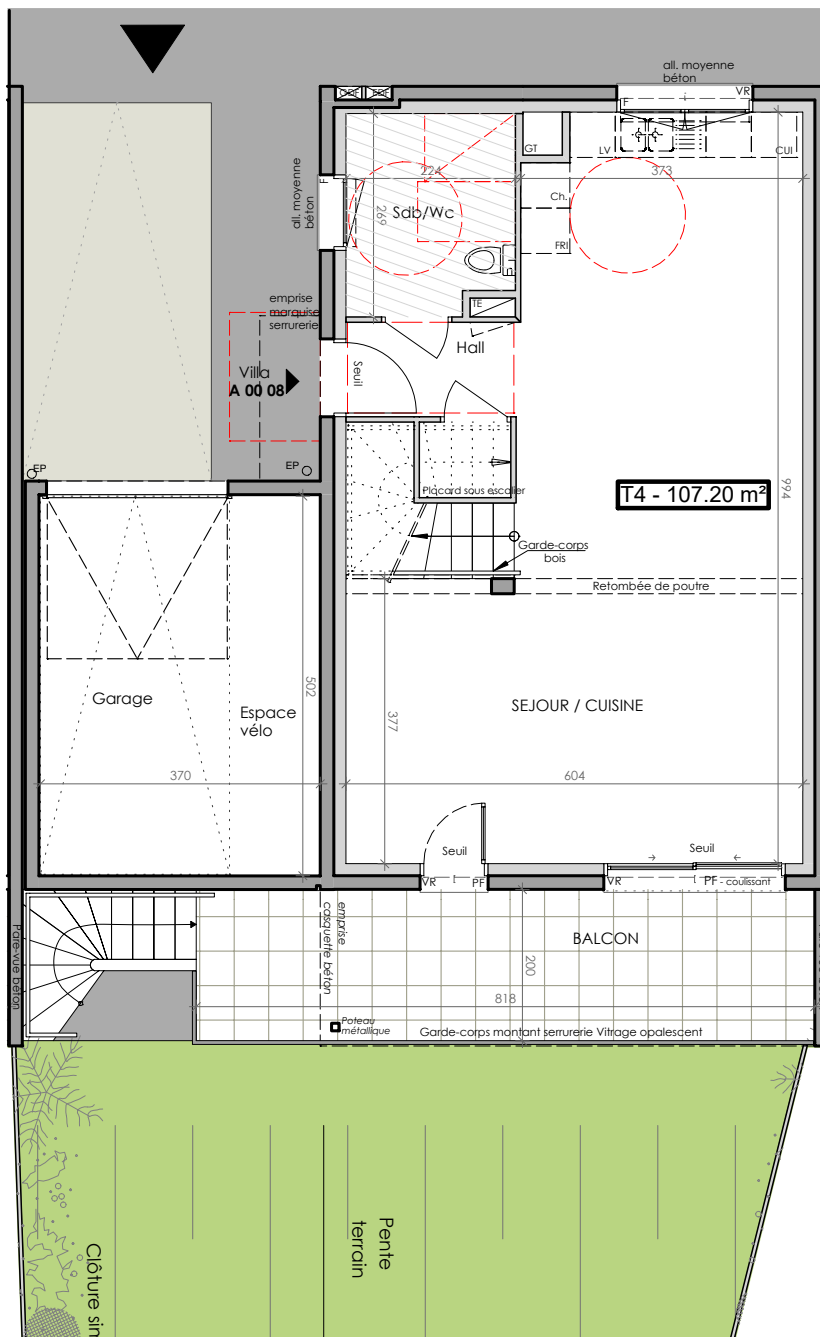 all. moyenne
béton
GDF
EDF
F
VR
GT
LV
CUI
all. moyenne
béton
F
224
373
269
Sdb/Wc
Ch.
FRI
TE
emprise
marquise
serrurerie
Hall
Villa
A 00 08
Seuil
EP
EP
Placard sous escalier
T4 - 107.20 m²
994
Garde-corps
bois
Retombée de poutre
Garage
502
Espace
vélo
SEJOUR / CUISINE
377
370
604
Seuil
Seuil
VR
PF
VR
PF - coulissant
Pare-vue béton
emprise
casquette béton
BALCON
200
818
Poteau
métallique
Garde-corps montant serrurerie Vitrage opalescent
Pente
terrain
Clôture sim